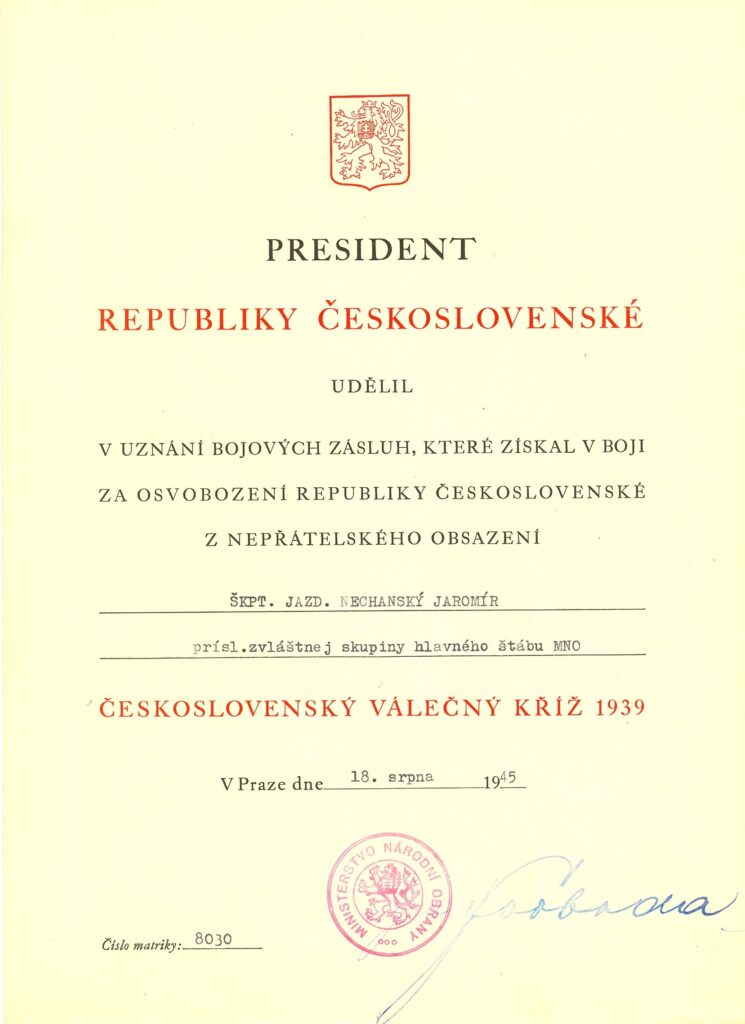 PRESIDENT
REPUBLIKY ČESKOSLOVENSKÉ
UDĚLIL
V UZNÁNÍ BOJOVÝCH ZÁSLUH, KTERÉ ZÍSKAL V BOJI
ZA OSVOBOZENÍ REPUBLIKY ČESKOSLOVENSKÉ
Z NEPŘÁTELSKÉHO OBSAZENÍ
ŠKPT. JAZD. NECHANSKÝ JAROMÍR
prísl.zvláštnej skupiny hlavného štábu MNO
ČESKOSLOVENSKÝ VÁLEČNÝ KŘÍŽ 1939
V Praze dne 18. srpna 1945
MINISTERSTVO NÁRODNÍ OBRANY
Svoboda
Číslo matriky: 8030